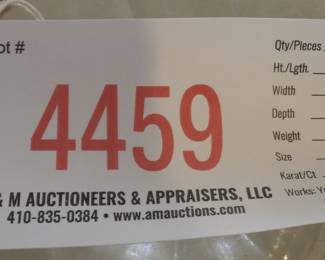 ot #
4459
& M AUCTIONEERS & APPRAISERS, LLC
410-835-0384 • www.amauctions.com
Qty/Pieces
Ht./Lgth.
Width
Depth
Weight
Size
Karat/Ct.
Works: